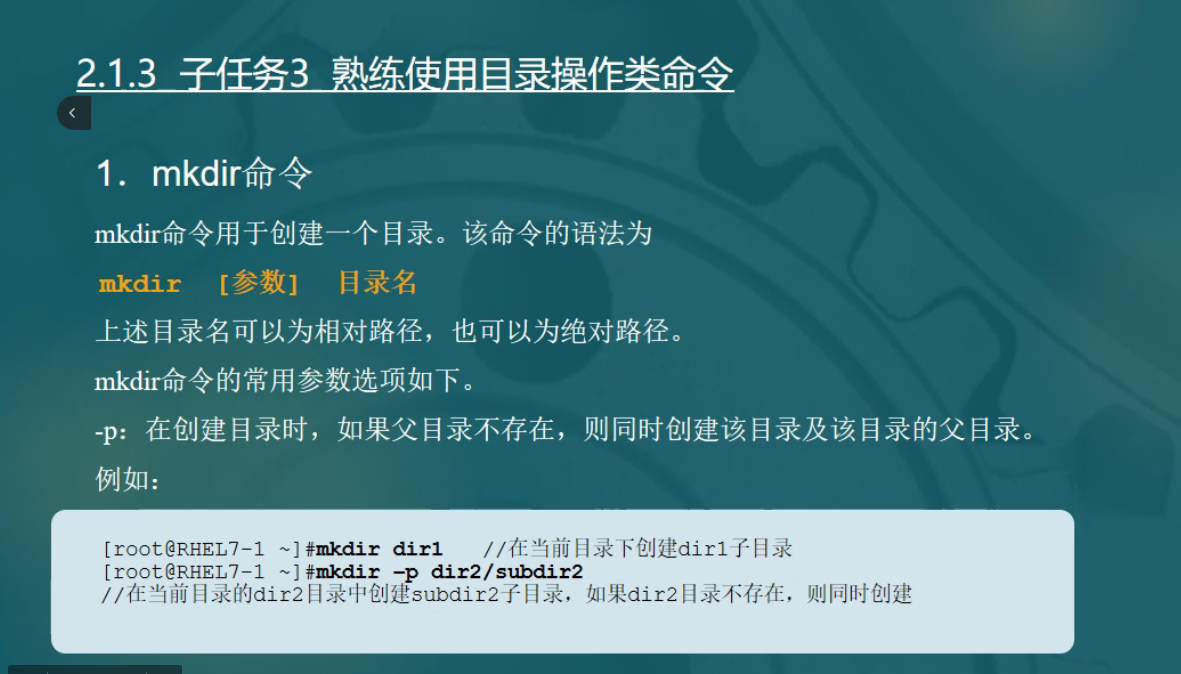 2.1.3 子任务3 熟练使用目录操作类命令
1．mkdir命令
mkdir命令用于创建一个目录。该命令的语法为
mkdir [参数] 目录名
上述目录名可以为相对路径，也可以为绝对路径。
mkdir命令的常用参数选项如下。
-p：在创建目录时，如果父目录不存在，则同时创建该目录及该目录的父目录。
例如：
[root@RHEL7-1 ~]#mkdir dir1 //在当前目录下创建dir1子目录
[root@RHEL7-1 ~]#mkdir –p dir2/subdir2
//在当前目录的dir2目录中创建subdir2子目录，如果dir2目录不存在，则同时创建